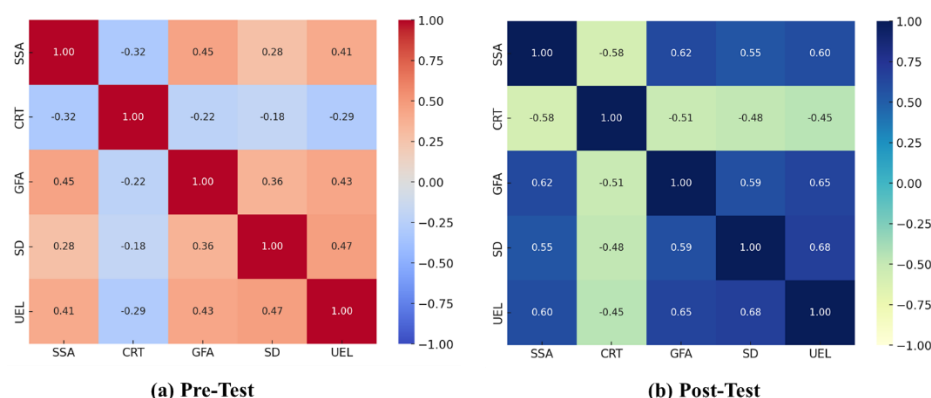 1.00
0.75
0.50
0.25
0.00
−0.25
−0.50
−0.75
−1.00
SSA 1.00 -0.32 0.45 0.28 0.41
CRT -0.32 1.00 -0.22 -0.18 -0.29
GFA 0.45 -0.22 1.00 0.36 0.43
SD 0.28 -0.18 0.36 1.00 0.47
UEL 0.41 -0.29 0.43 0.47 1.00
SSA CRT GFA SD UEL
(a) Pre-Test
1.00
0.75
0.50
0.25
0.00
−0.25
−0.50
−0.75
−1.00
SSA 1.00 -0.58 0.62 0.55 0.60
CRT -0.58 1.00 -0.51 -0.48 -0.45
GFA 0.62 -0.51 1.00 0.59 0.65
SD 0.55 -0.48 0.59 1.00 0.68
UEL 0.60 -0.45 0.65 0.68 1.00
SSA CRT GFA SD UEL
(b) Post-Test